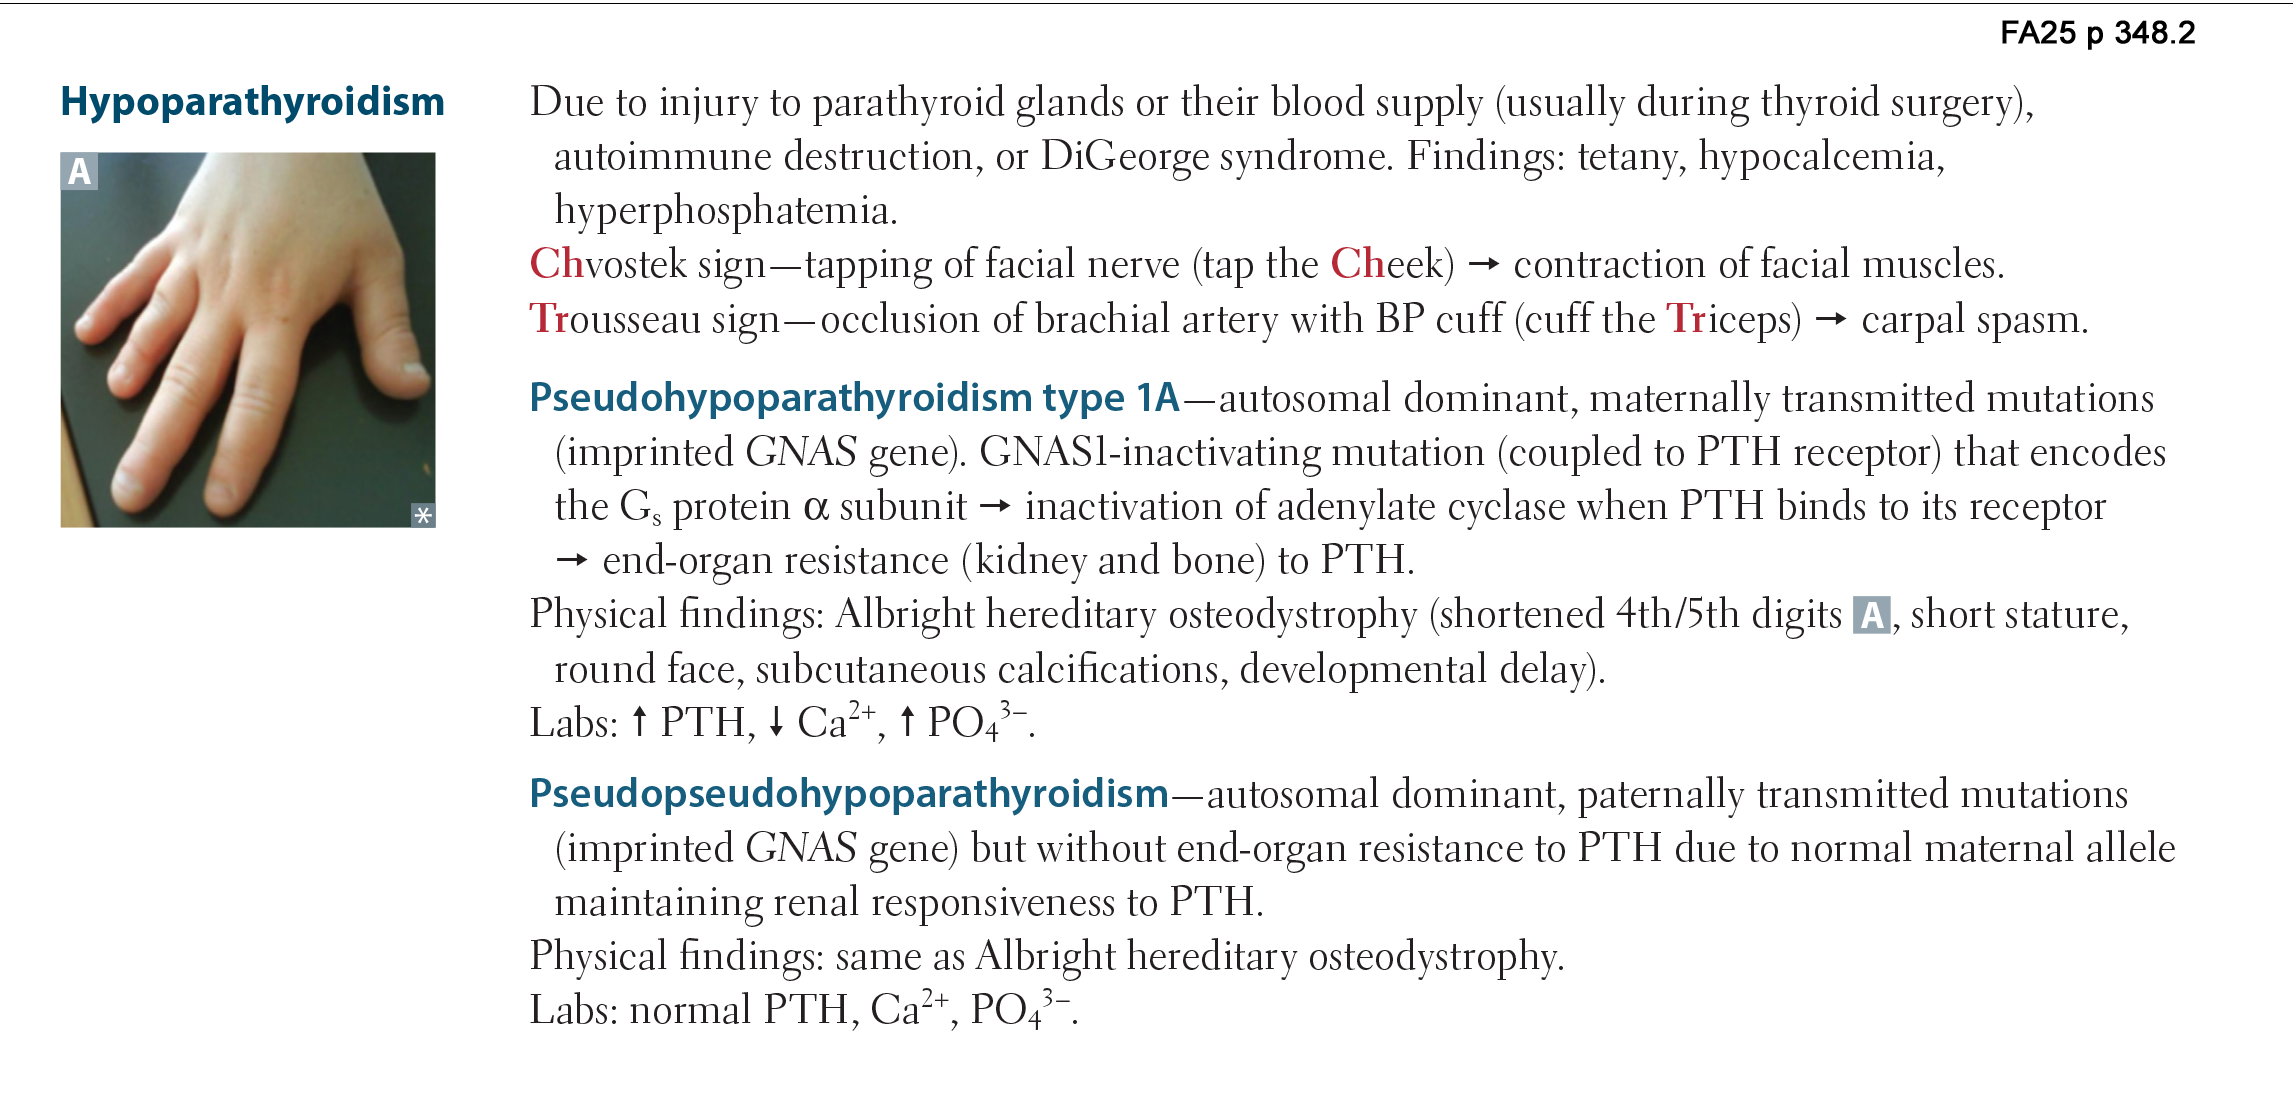 FA25 p 348.2
Hypoparathyroidism
A
*
Due to injury to parathyroid glands or their blood supply (usually during thyroid surgery),
autoimmune destruction, or DiGeorge syndrome. Findings: tetany, hypocalcemia,
hyperphosphatemia.
Chvostek sign—tapping of facial nerve (tap the Cheek) → contraction of facial muscles.
Trousseau sign—occlusion of brachial artery with BP cuff (cuff the Triceps) → carpal spasm.
Pseudohypoparathyroidism type 1A—autosomal dominant, maternally transmitted mutations
(imprinted GNAS gene). GNAS1-inactivating mutation (coupled to PTH receptor) that encodes
the Gₛ protein α subunit → inactivation of adenylate cyclase when PTH binds to its receptor
→ end-organ resistance (kidney and bone) to PTH.
Physical findings: Albright hereditary osteodystrophy (shortened 4th/5th digits A, short stature,
round face, subcutaneous calcifications, developmental delay).
Labs: ↑ PTH, ↓ Ca²⁺, ↑ PO₄³⁻.
Pseudopseudohypoparathyroidism—autosomal dominant, paternally transmitted mutations
(imprinted GNAS gene) but without end-organ resistance to PTH due to normal maternal allele
maintaining renal responsiveness to PTH.
Physical findings: same as Albright hereditary osteodystrophy.
Labs: normal PTH, Ca²⁺, PO₄³⁻.